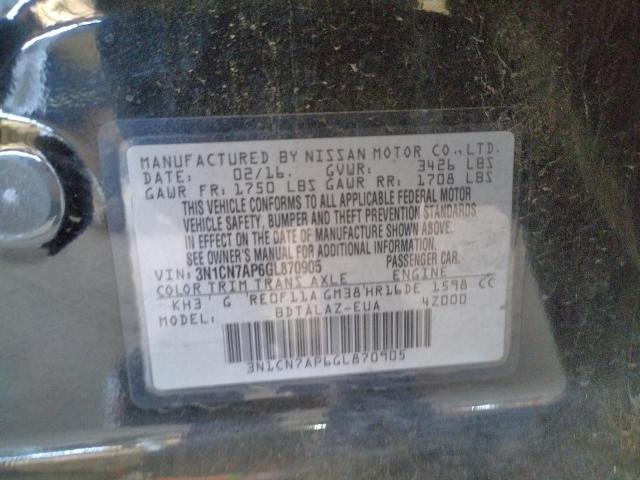 MANUFACTURED BY NISSAN MOTOR CO.,LTD.
DATE: 02/16. GVWR: 3426 LBS
GAWR FR: 1750 LBS GAWR RR: 1708 LBS
THIS VEHICLE CONFORMS TO ALL APPLICABLE FEDERAL MOTOR
VEHICLE SAFETY, BUMPER AND THEFT PREVENTION STANDARDS
IN EFFECT ON THE DATE OF MANUFACTURE SHOWN ABOVE.
SEE OWNER'S MANUAL FOR ADDITIONAL INFORMATION.
VIN: 3N1CN7AP6GL870905 PASSENGER CAR.
COLOR TRIM TRANS AXLE ENGINE
KH3 G RE0F11A GM38 HR16DE 1598 CC
MODEL: BDTALAZ-EUA 4Z000
3N1CN7AP6GL870905